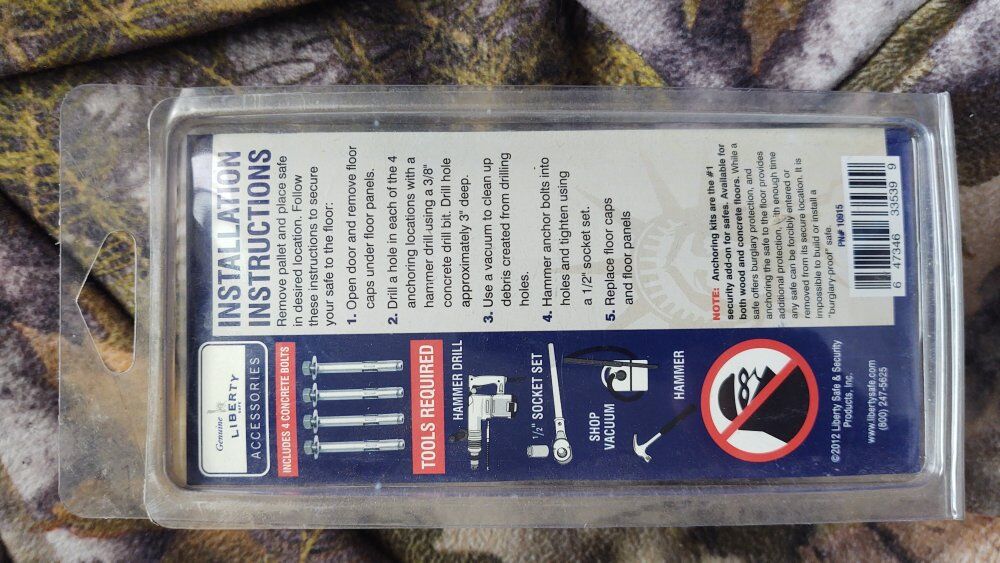 Genuine
LIBERTY
SAFE
ACCESSORIES
INCLUDES 4 CONCRETE BOLTS
TOOLS REQUIRED
HAMMER DRILL
1/2" SOCKET SET
SHOP
VACUUM
HAMMER
©2012 Liberty Safe & Security
Products, Inc.
www.libertysafe.com
(800) 247-5625
INSTALLATION
INSTRUCTIONS
Remove pallet and place safe
in desired location. Follow
these instructions to secure
your safe to the floor:
1. Open door and remove floor
caps under floor panels.
2. Drill a hole in each of the 4
anchoring locations with a
hammer drill-using a 3/8"
concrete drill bit. Drill hole
approximately 3" deep.
3. Use a vacuum to clean up
debris created from drilling
holes.
4. Hammer anchor bolts into
holes and tighten using
a 1/2" socket set.
5. Replace floor caps
and floor panels
NOTE: Anchoring kits are the #1
security add-on for safes. Available for
both wood and concrete floors. While a
safe offers burglary protection, and
anchoring the safe to the floor provides
additional protection, with enough time
any safe can be forcibly entered or
removed from its secure location. It is
impossible to build or install a
"burglary-proof" safe.
PN# 10915
6 47346 33539 9